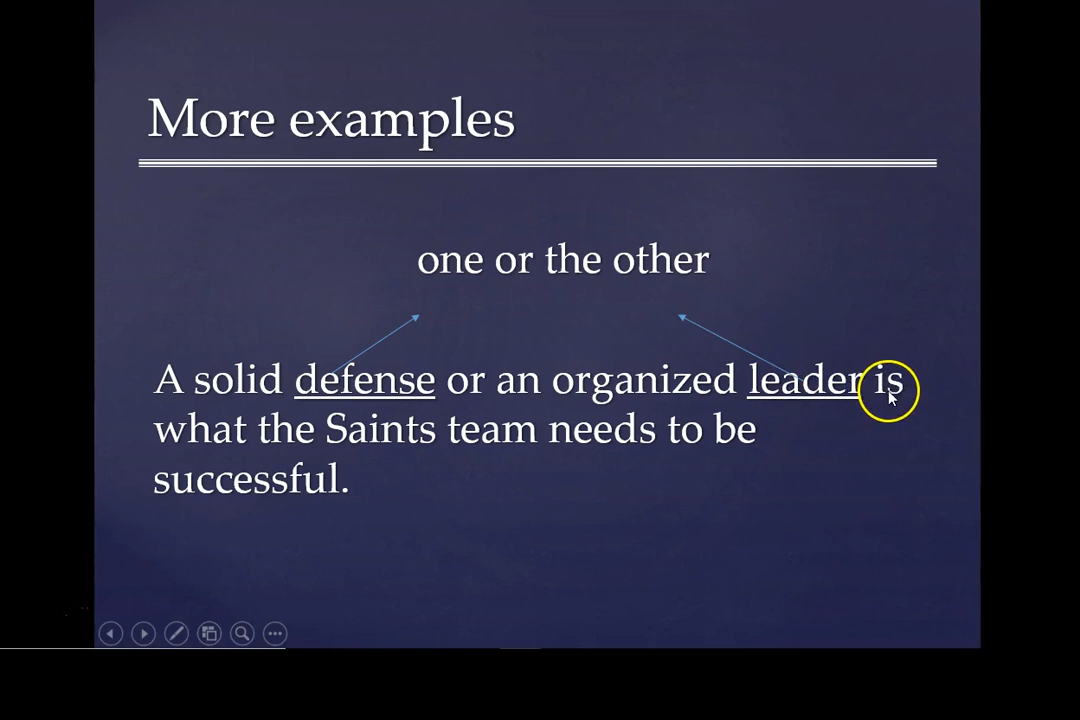 More examples
one or the other
A solid defense or an organized leader is
what the Saints team needs to be
successful.